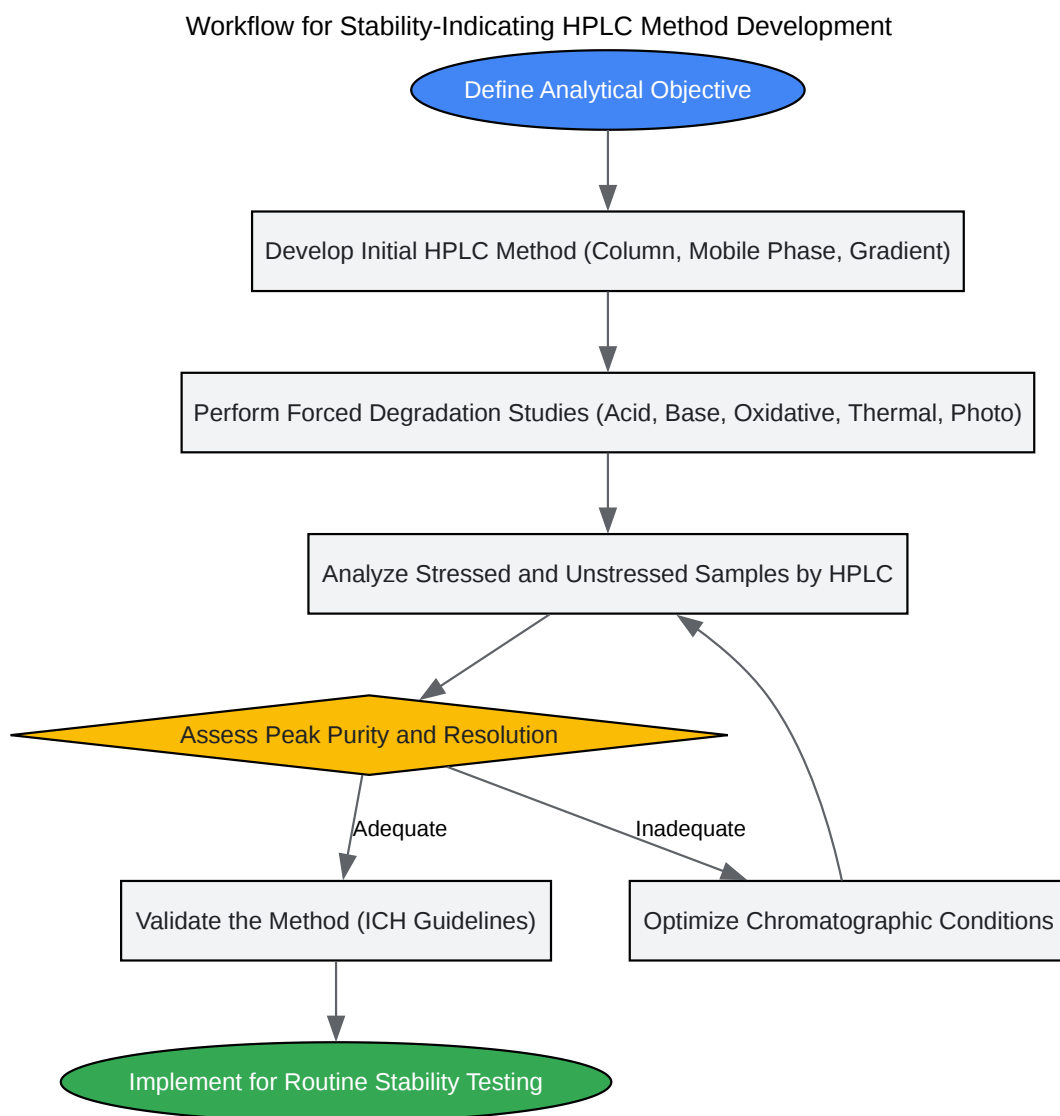 Workflow for Stability-Indicating HPLC Method Development
Define Analytical Objective
Develop Initial HPLC Method (Column, Mobile Phase, Gradient)
Perform Forced Degradation Studies (Acid, Base, Oxidative, Thermal, Photo)
Analyze Stressed and Unstressed Samples by HPLC
Assess Peak Purity and Resolution
Adequate
Inadequate
Validate the Method (ICH Guidelines)
Optimize Chromatographic Conditions
Implement for Routine Stability Testing